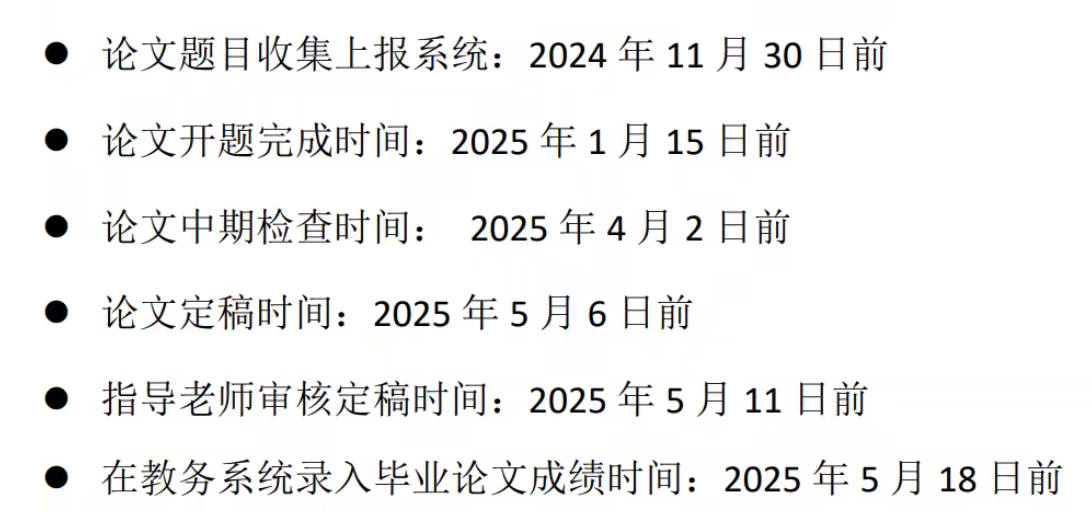 ● 论文题目收集上报系统：2024 年 11 月 30 日前
● 论文开题完成时间：2025 年 1 月 15 日前
● 论文中期检查时间： 2025 年 4 月 2 日前
● 论文定稿时间：2025 年 5 月 6 日前
● 指导老师审核定稿时间：2025 年 5 月 11 日前
● 在教务系统录入毕业论文成绩时间：2025 年 5 月 18 日前